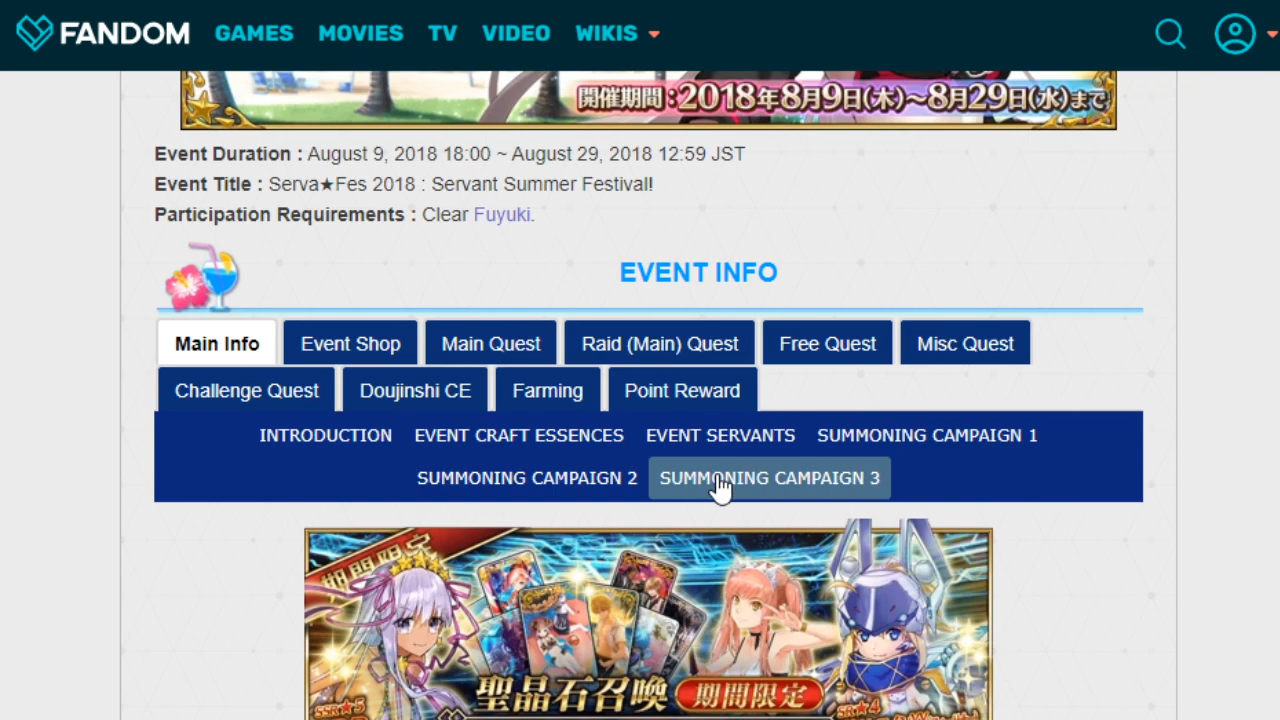 FANDOM GAMES MOVIES TV VIDEO WIKIS
開催期間:2018年8月9日(木)~8月29日(水)まで
Event Duration : August 9, 2018 18:00 ~ August 29, 2018 12:59 JST
Event Title : Serva★Fes 2018 : Servant Summer Festival!
Participation Requirements : Clear Fuyuki.
EVENT INFO
Main Info Event Shop Main Quest Raid (Main) Quest Free Quest Misc Quest
Challenge Quest Doujinshi CE Farming Point Reward
INTRODUCTION EVENT CRAFT ESSENCES EVENT SERVANTS SUMMONING CAMPAIGN 1
SUMMONING CAMPAIGN 2 SUMMONING CAMPAIGN 3
期間限定
聖晶石召喚 期間限定
SSR★5 SR★4